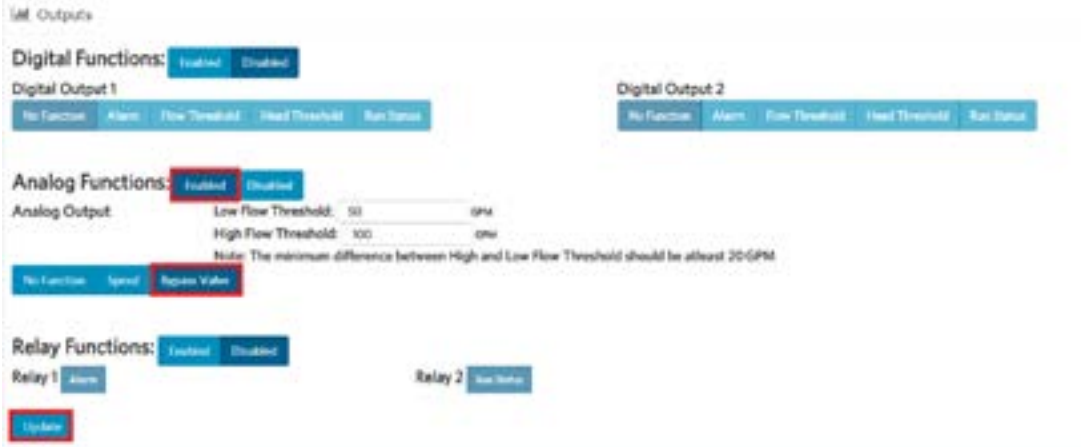 Outputs
Digital Functions: Enabled Disabled
Digital Output 1 Digital Output 2
No Function Alarm Flow Threshold Head Threshold Run Status No Function Alarm Flow Threshold Head Threshold Run Status
Analog Functions: Enabled Disabled
Analog Output Low Flow Threshold: 50 GPM
High Flow Threshold: 100 GPM
Note: The minimum difference between High and Low Flow Threshold should be atleast 20 GPM
No Function Speed Bypass Valve
Relay Functions: Enabled Disabled
Relay 1 Alarm Relay 2 Run Status
Update